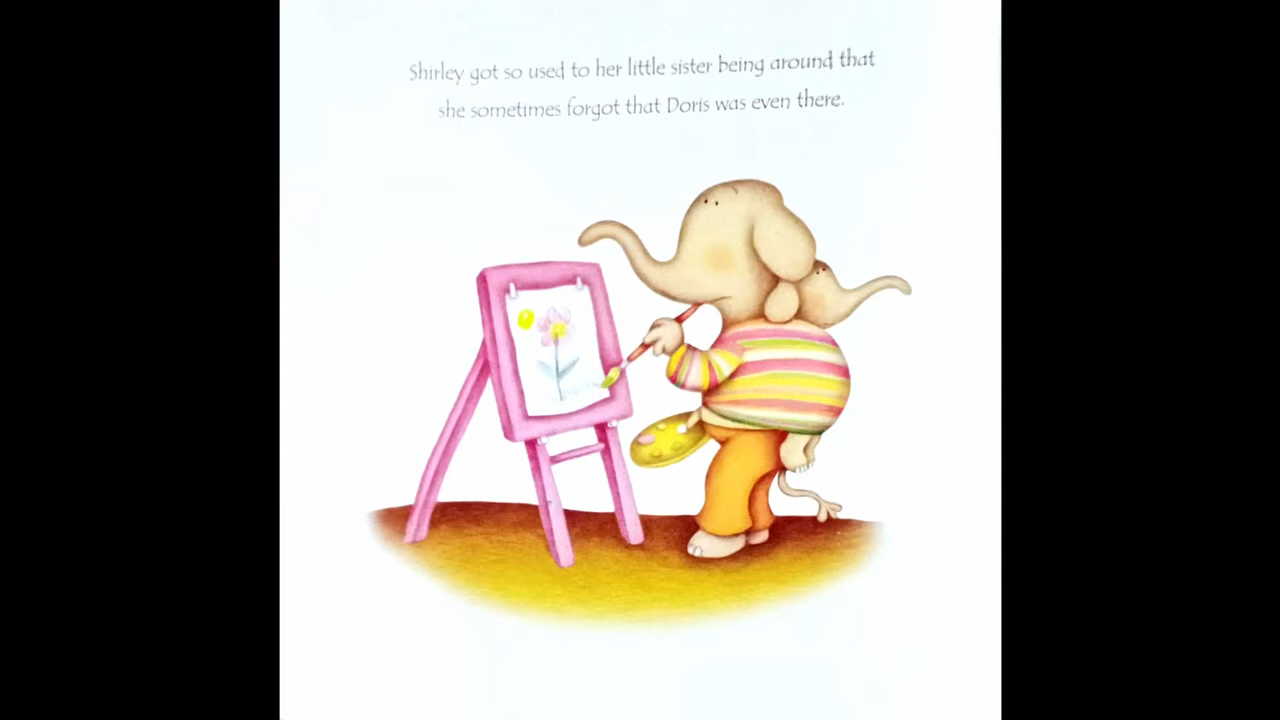 Shirley got so used to her little sister being around that
she sometimes forgot that Doris was even there.